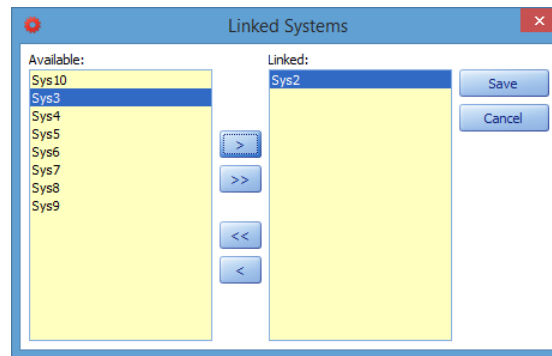 Linked Systems
Available:
Sys10
Sys3
Sys4
Sys5
Sys6
Sys7
Sys8
Sys9
>
>>
<<
<
Linked:
Sys2
Save
Cancel